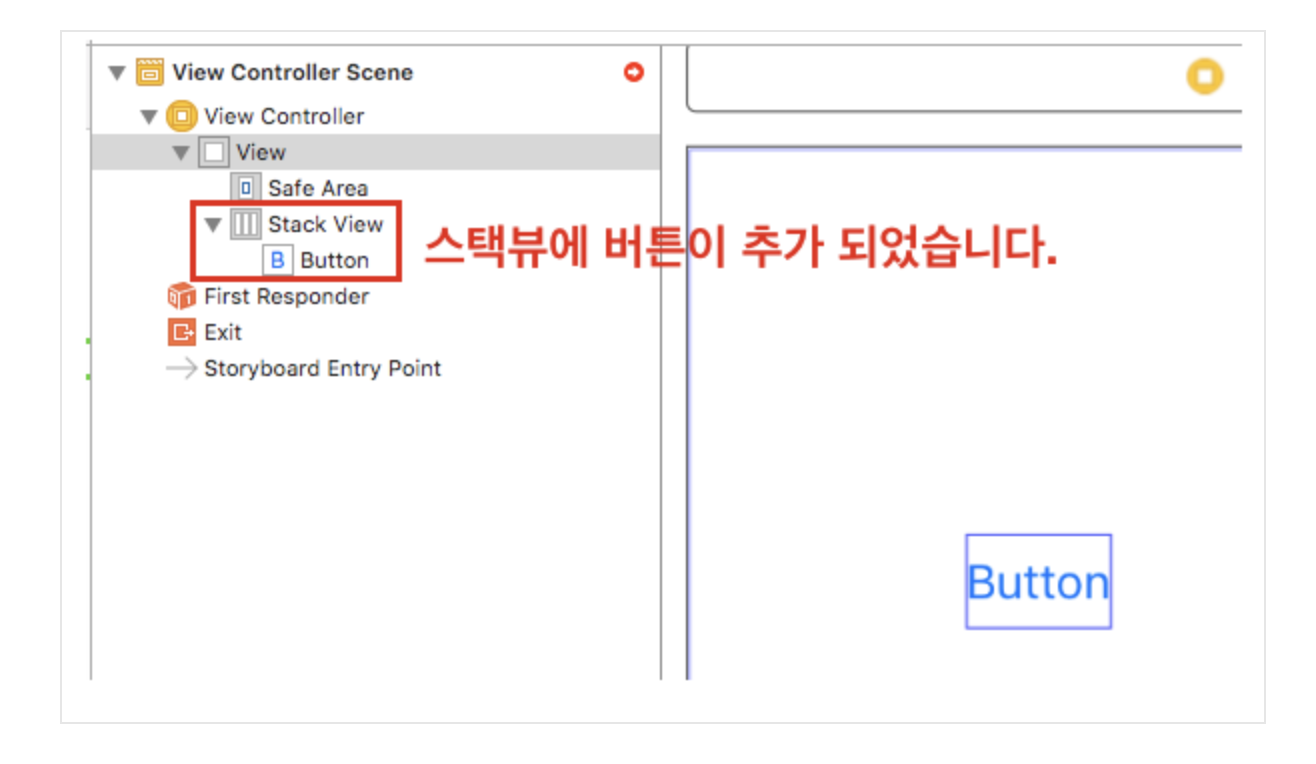 View Controller Scene
View Controller
View
Safe Area
Stack View
B Button
스택뷰에 버튼이 추가 되었습니다.
First Responder
Exit
Storyboard Entry Point
Button